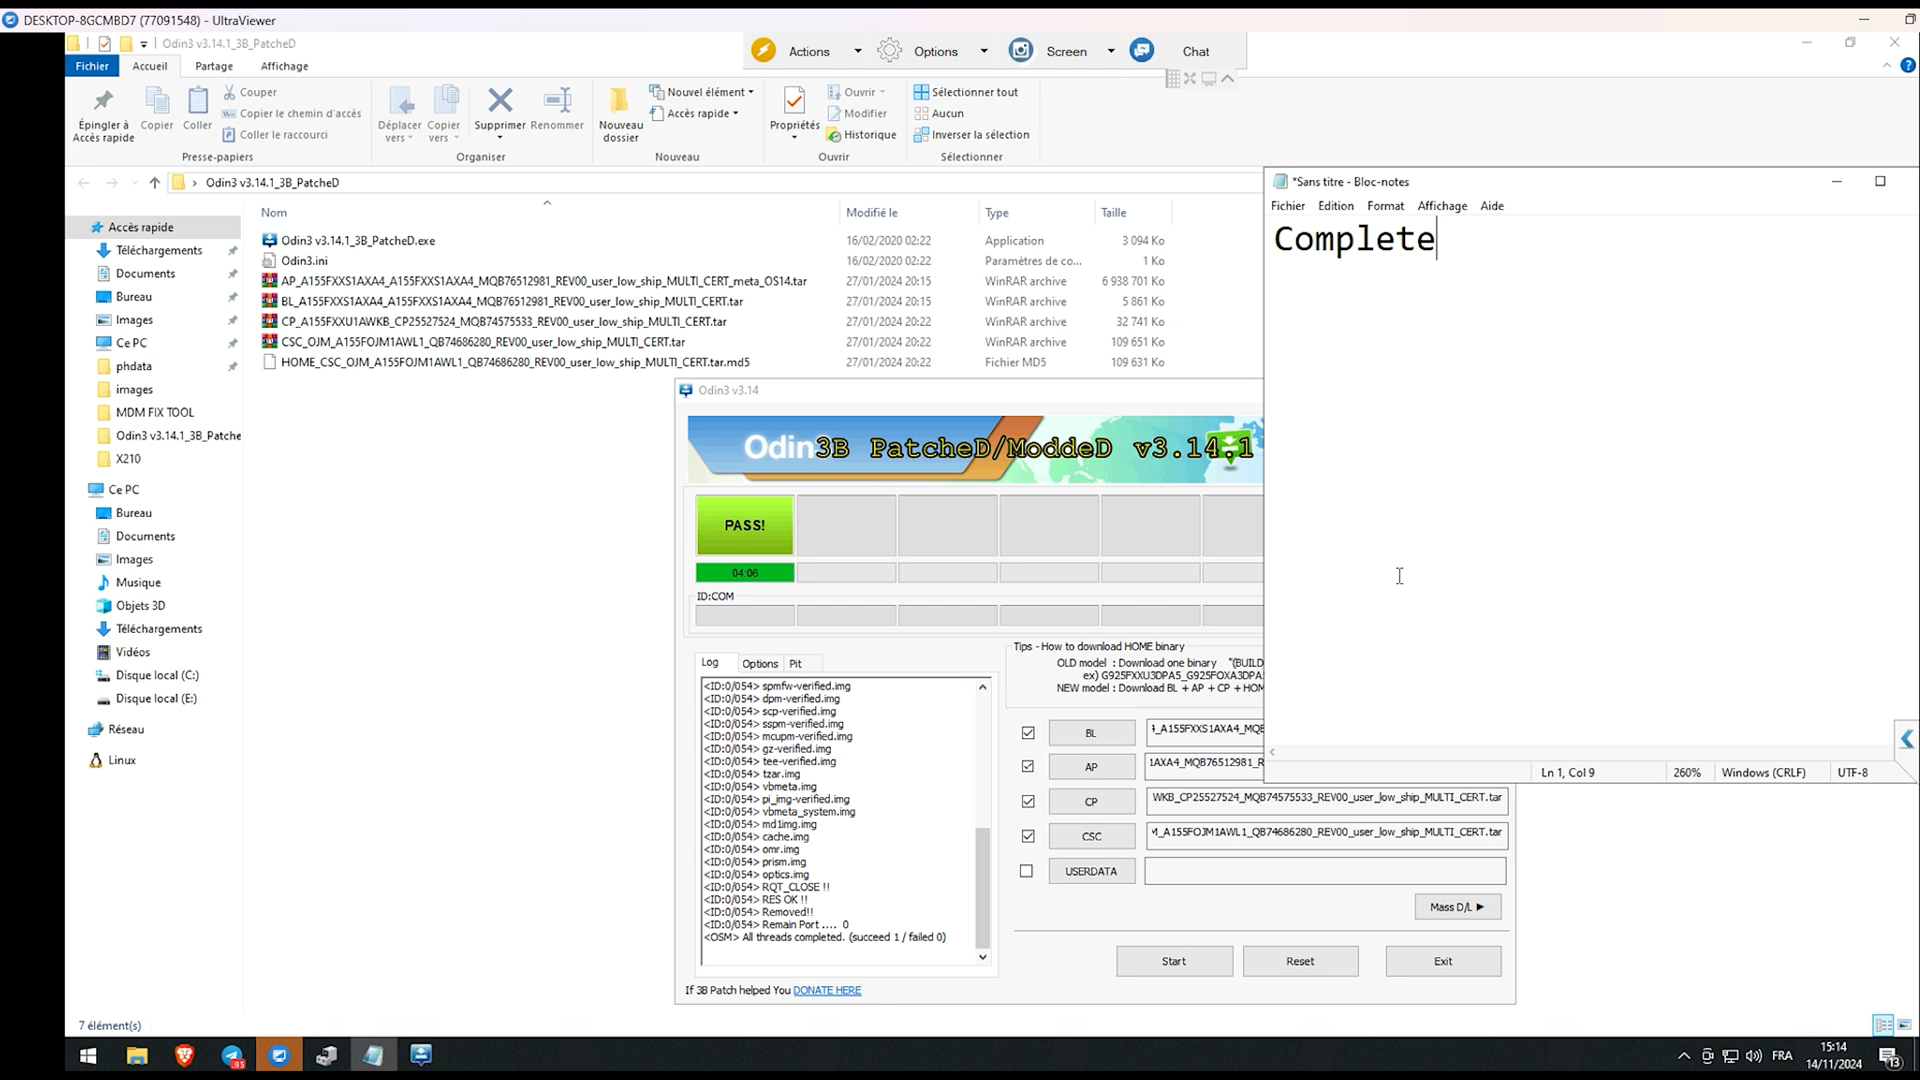 DESKTOP-8GCMBD7 (77091548) - UltraViewer
Odin3 v3.14.1_3B_PatcheD
Actions
Options
Screen
Chat
Fichier
Accueil
Partage
Affichage
Épingler à
Accès rapide
Copier
Coller
Couper
Copier le chemin d'accès
Coller le raccourci
Presse-papiers
Déplacer
vers
Copier
vers
Supprimer
Renommer
Organiser
Nouveau
dossier
Nouvel élément
Accès rapide
Nouveau
Propriétés
Ouvrir
Modifier
Historique
Ouvrir
Sélectionner tout
Aucun
Inverser la sélection
Sélectionner
Odin3 v3.14.1_3B_PatcheD
Accès rapide
Téléchargements
Documents
Bureau
Images
Ce PC
phdata
images
MDM FIX TOOL
Odin3 v3.14.1_3B_Patche
X210
Ce PC
Bureau
Documents
Images
Musique
Objets 3D
Téléchargements
Vidéos
Disque local (C:)
Disque local (E:)
Réseau
Linux
Nom Modifié le Type Taille
Odin3 v3.14.1_3B_PatcheD.exe 16/02/2020 02:22 Application 3 094 Ko
Odin3.ini 16/02/2020 02:22 Paramètres de co... 1 Ko
AP_A155FXXS1AXA4_A155FXXS1AXA4_MQB76512981_REV00_user_low_ship_MULTI_CERT_meta_OS14.tar 27/01/2024 20:15 WinRAR archive 6 938 701 Ko
BL_A155FXXS1AXA4_A155FXXS1AXA4_MQB76512981_REV00_user_low_ship_MULTI_CERT.tar 27/01/2024 20:15 WinRAR archive 5 861 Ko
CP_A155FXXU1AWKB_CP25527524_MQB74575533_REV00_user_low_ship_MULTI_CERT.tar 27/01/2024 20:22 WinRAR archive 32 741 Ko
CSC_OJM_A155FOJM1AWL1_QB74686280_REV00_user_low_ship_MULTI_CERT.tar 27/01/2024 20:22 WinRAR archive 109 651 Ko
HOME_CSC_OJM_A155FOJM1AWL1_QB74686280_REV00_user_low_ship_MULTI_CERT.tar.md5 27/01/2024 20:22 Fichier MD5 109 631 Ko
*Sans titre - Bloc-notes
Fichier Edition Format Affichage Aide
Complete
Ln 1, Col 9
260%
Windows (CRLF)
UTF-8
Odin3 v3.14
Odin3B PatcheD/ModdeD v3.14.1
PASS!
04:06
ID:COM
Log
Options
Pit
<ID:0/054> spmfw-verified.img
<ID:0/054> dpm-verified.img
<ID:0/054> scp-verified.img
<ID:0/054> sspm-verified.img
<ID:0/054> mcupm-verified.img
<ID:0/054> gz-verified.img
<ID:0/054> tee-verified.img
<ID:0/054> tzar.img
<ID:0/054> vbmeta.img
<ID:0/054> pi_img-verified.img
<ID:0/054> vbmeta_system.img
<ID:0/054> md1img.img
<ID:0/054> cache.img
<ID:0/054> omr.img
<ID:0/054> prism.img
<ID:0/054> optics.img
<ID:0/054> RQT_CLOSE !!
<ID:0/054> RES OK !!
<ID:0/054> Removed!!
<ID:0/054> Remain Port .... 0
<OSM> All threads completed. (succeed 1 / failed 0)
Tips - How to download HOME binary
OLD model : Download one binary "(BUILD
ex) G925FXXU3DPA5_G925FOXA3DPA5
NEW model : Download BL + AP + CP + HOM
BL
_A155FXXS1AXA4_MQB
AP
1AXA4_MQB76512981_R
CP
WKB_CP25527524_MQB74575533_REV00_user_low_ship_MULTI_CERT.tar
CSC
_A155FOJM1AWL1_QB74686280_REV00_user_low_ship_MULTI_CERT.tar
USERDATA
Mass D/L
Start
Reset
Exit
If 3B Patch helped You DONATE HERE
7 élément(s)
95
FRA
15:14
14/11/2024
13